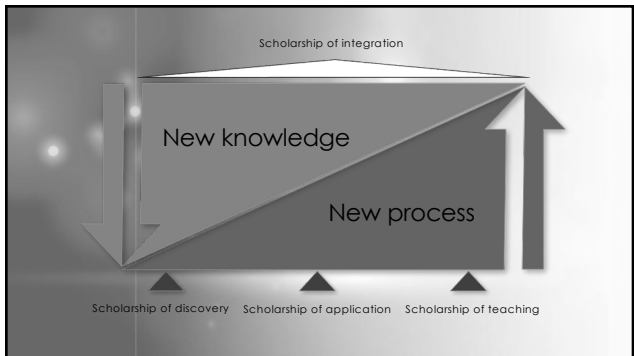 Scholarship of integration
New knowledge
New process
Scholarship of discovery
Scholarship of application
Scholarship of teaching